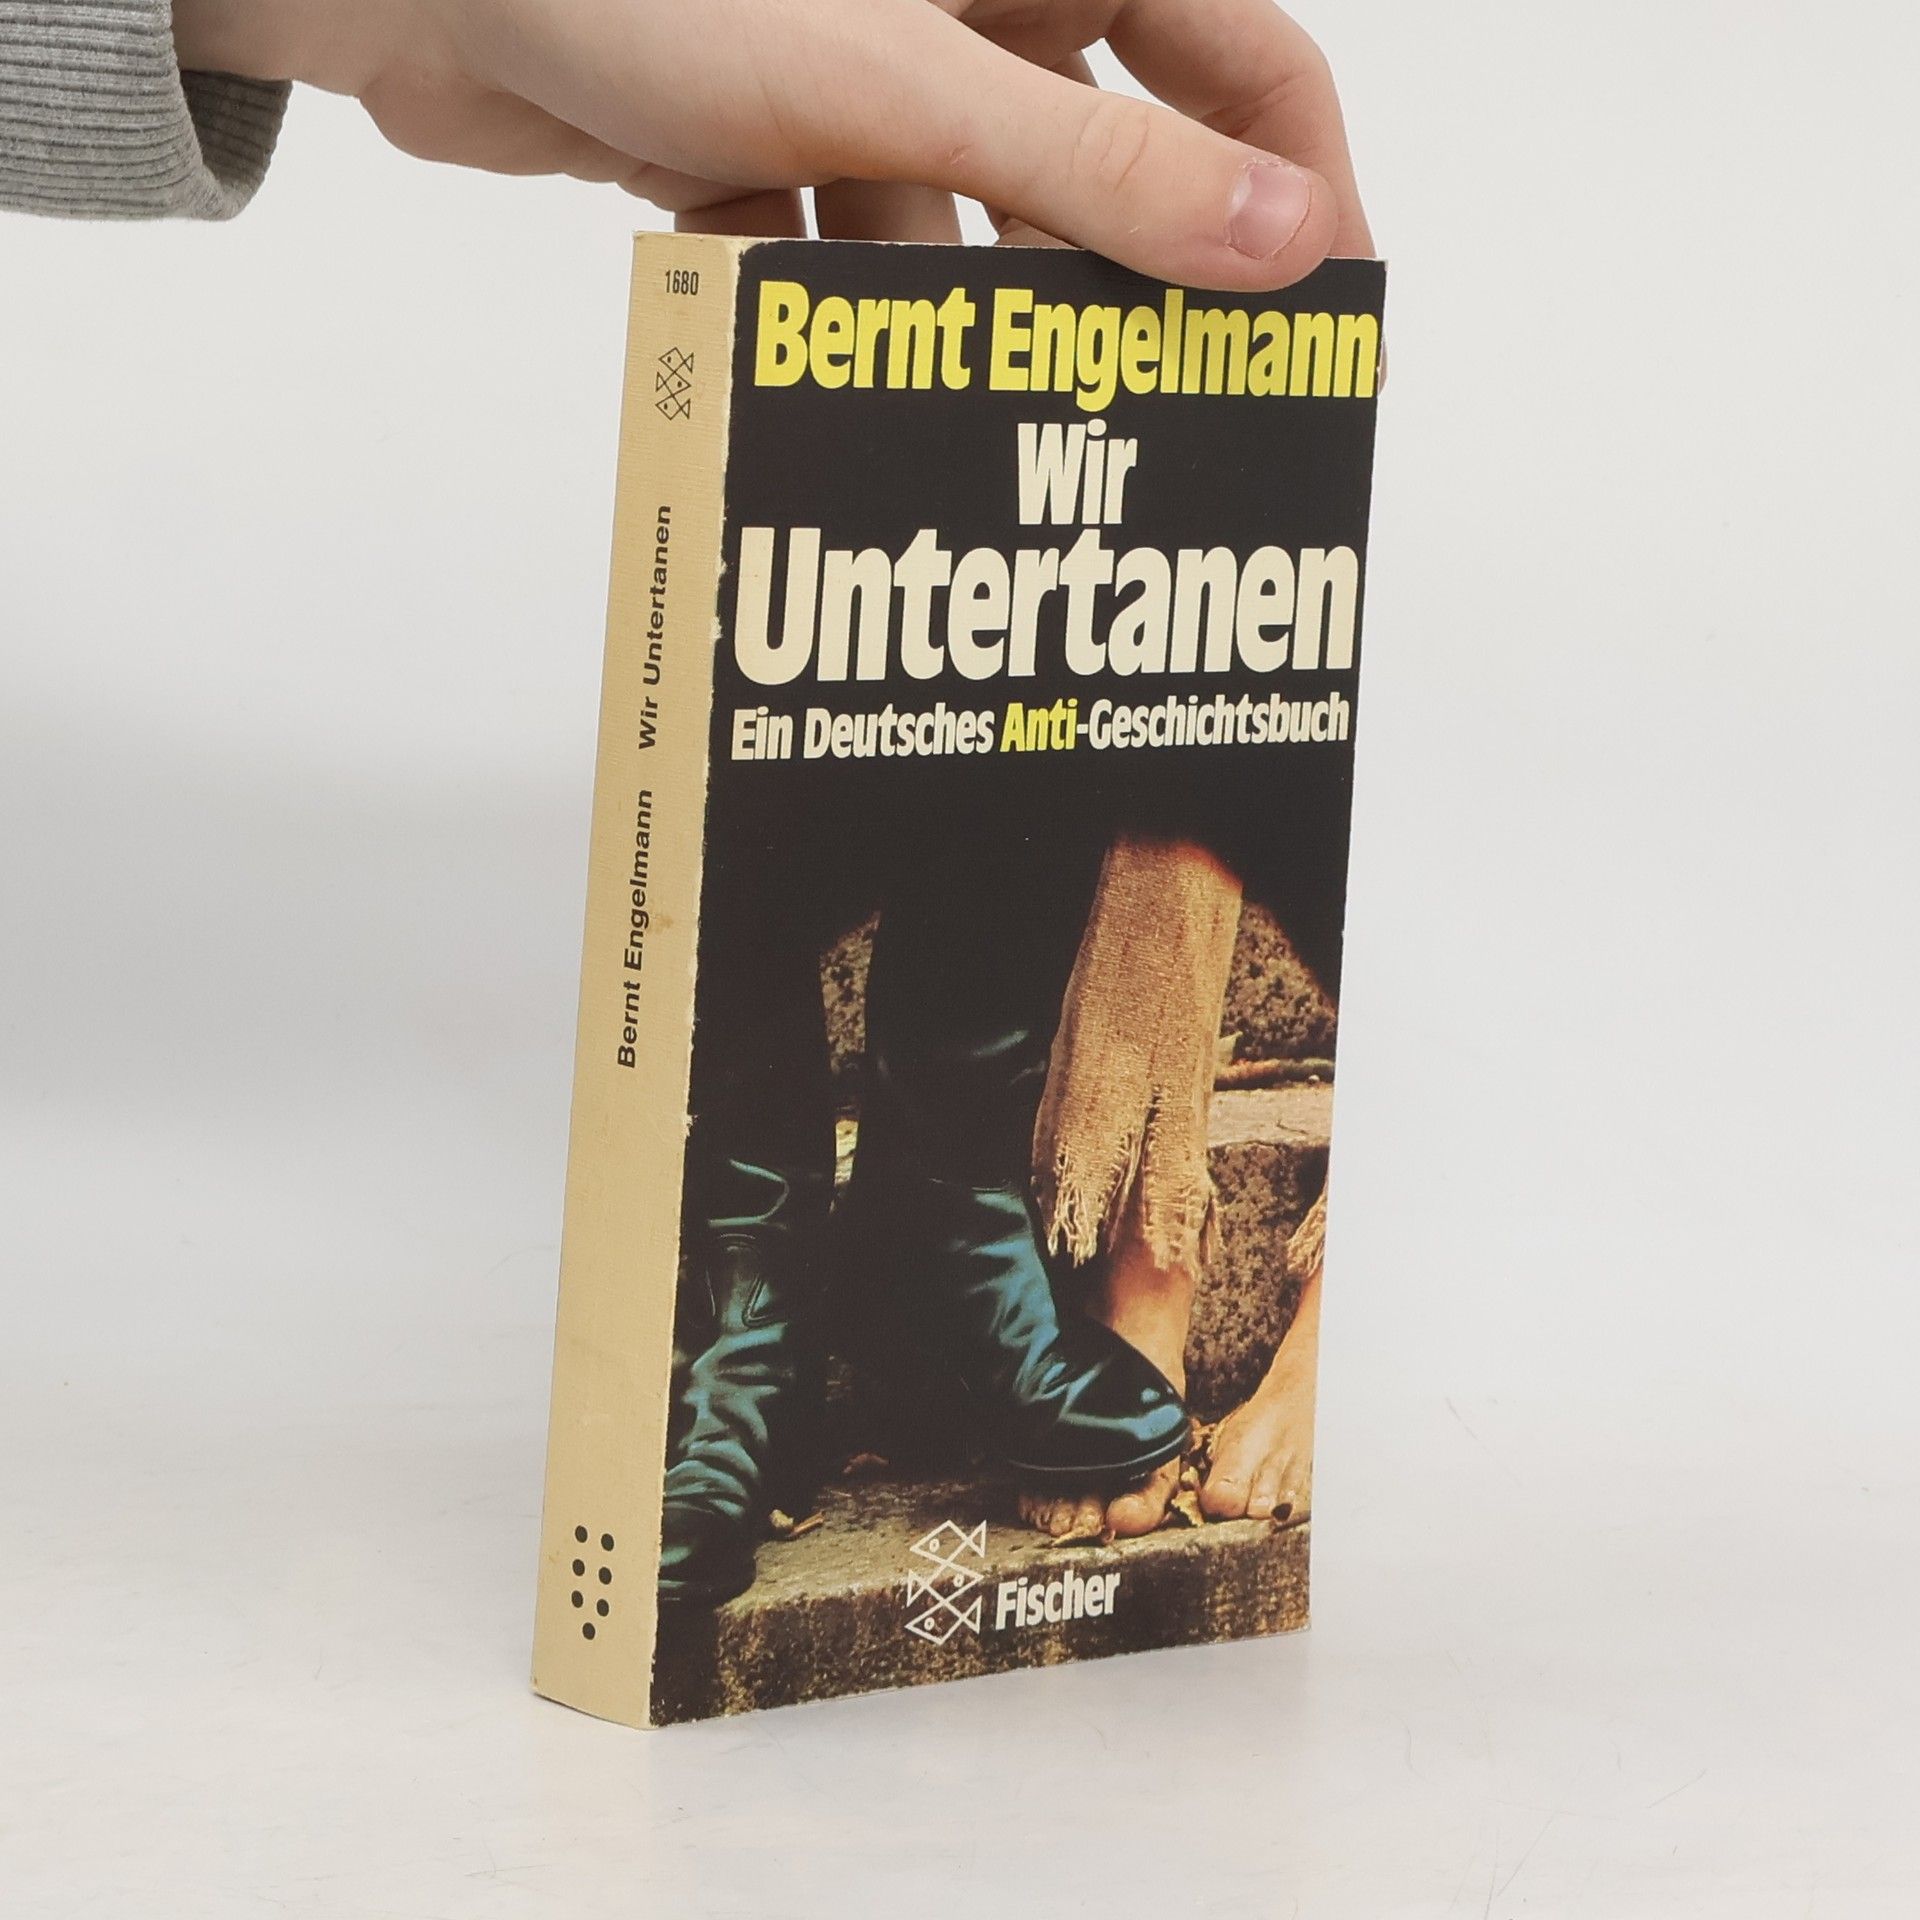 1680
Bernt Engelmann Wir Untertanen
Bernt Engelmann
Wir
Untertanen
Ein Deutsches Anti-Geschichtsbuch
Fischer